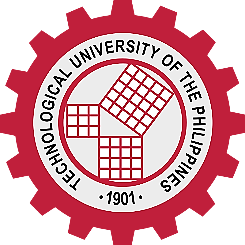 TECHNOLOGICAL UNIVERSITY OF THE PHILIPPINES
· 1901 ·